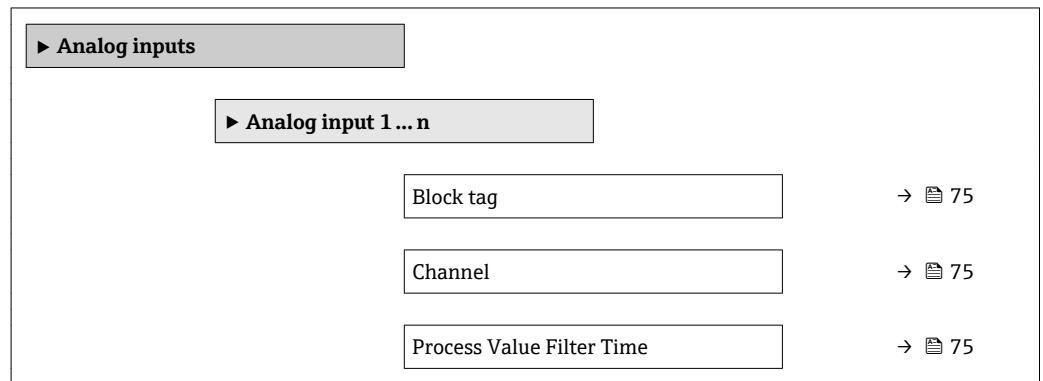 ▶ Analog inputs
▶ Analog input 1 … n
Block tag → 75
Channel → 75
Process Value Filter Time → 75